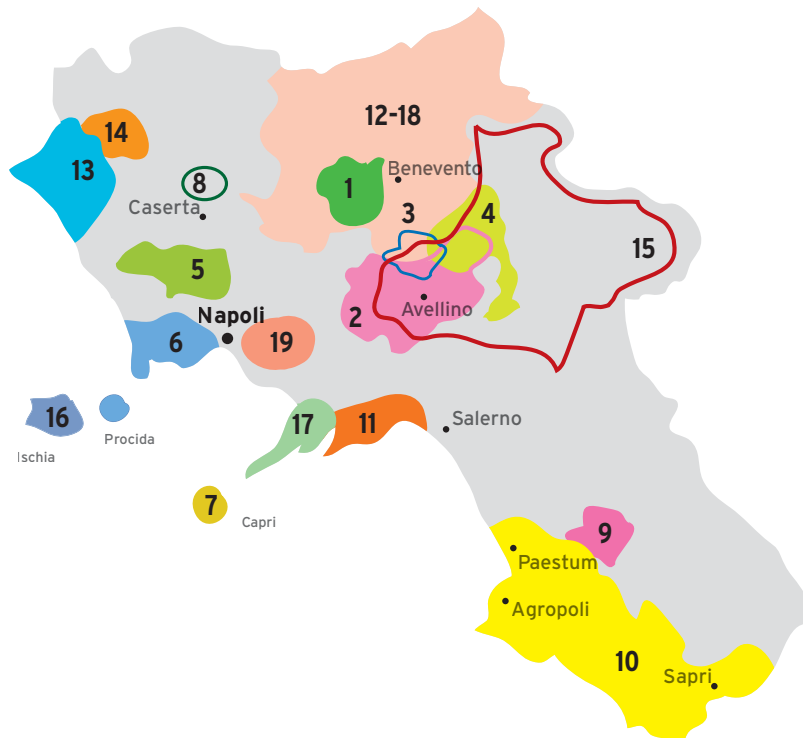 12-18
14
13
Benevento
8
1
Caserta
3
4
15
5
Napoli
2
Avellino
6
19
16
Procida
17
11
Salerno
Ischia
7
Capri
9
Paestum
Agropoli
10
Sapri